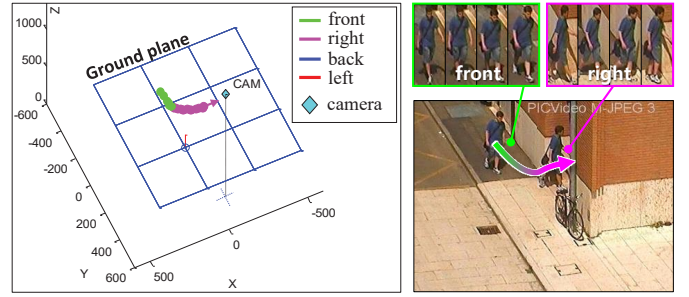 Z
1000
500
0
-600
-400
-200
0
200
400
600
Y
500
0
-500
X
Ground plane
CAM
front
right
back
left
camera
front
right
PICVideo M-JPEG 3